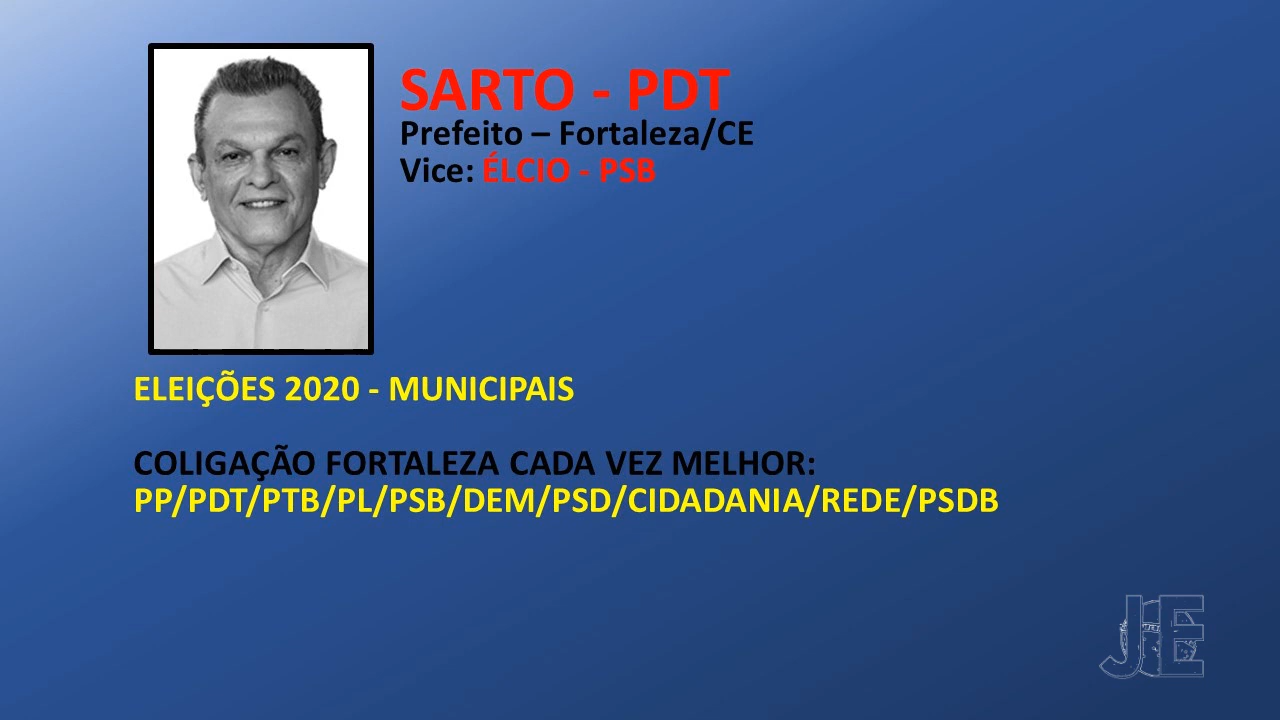 SARTO - PDT
Prefeito – Fortaleza/CE
Vice: ÉLCIO - PSB
ELEIÇÕES 2020 - MUNICIPAIS
COLIGAÇÃO FORTALEZA CADA VEZ MELHOR:
PP/PDT/PTB/PL/PSB/DEM/PSD/CIDADANIA/REDE/PSDB
JE